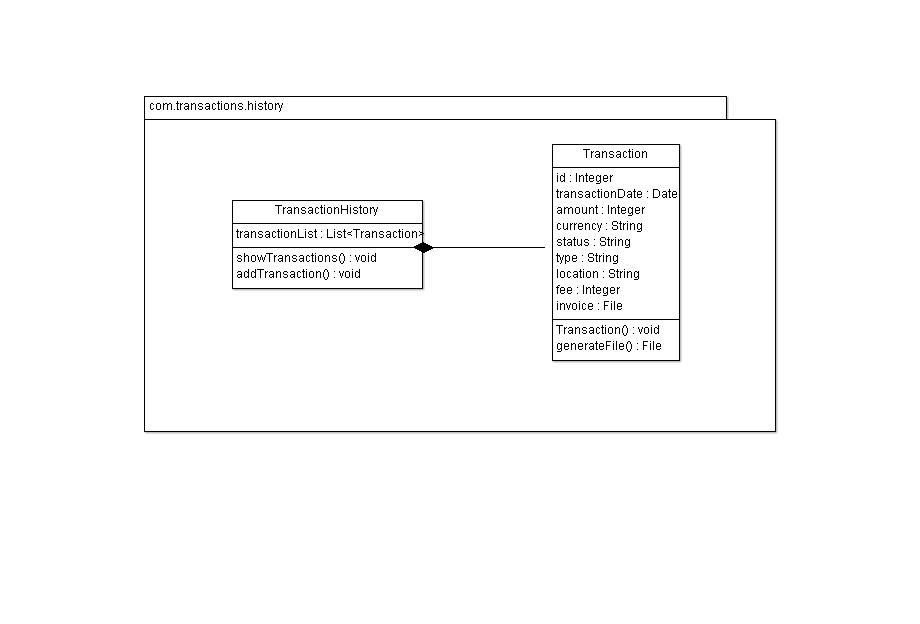 com.transactions.history
TransactionHistory
transactionList : List<Transaction>
showTransactions() : void
addTransaction() : void
Transaction
id : Integer
transactionDate : Date
amount : Integer
currency : String
status : String
type : String
location : String
fee : Integer
invoice : File
Transaction() : void
generateFile() : File